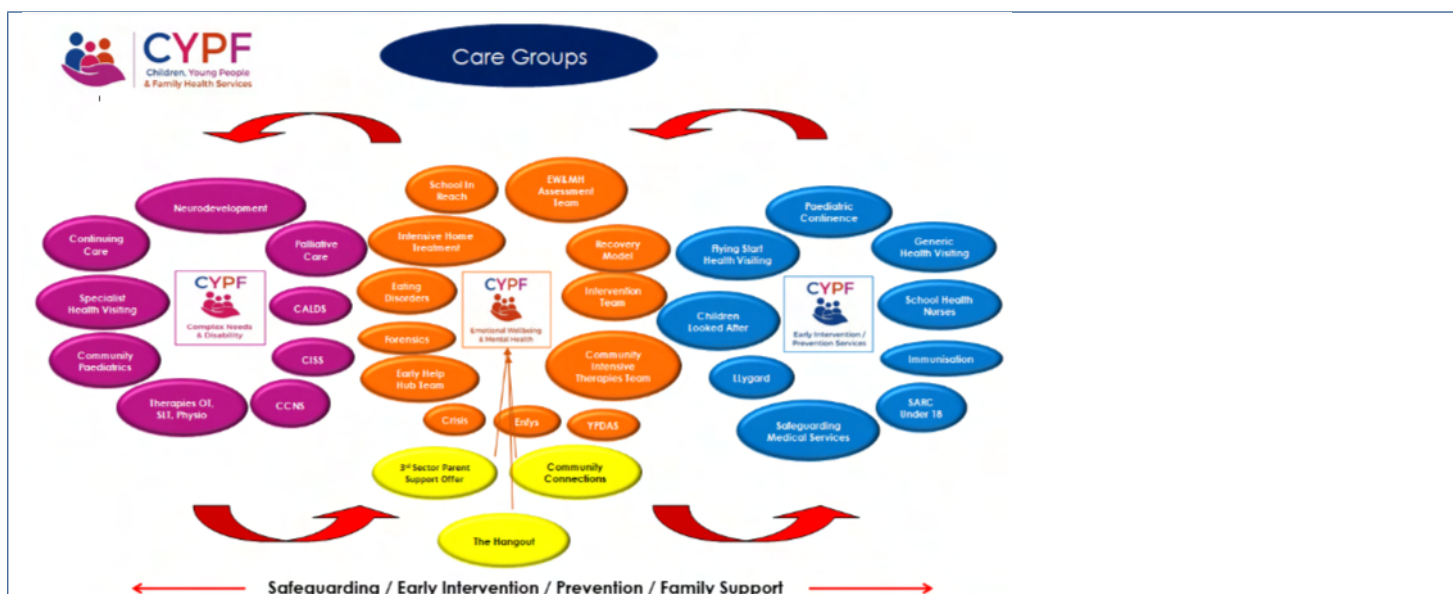 CYPF
Children, Young People
& Family Health Services
Care Groups
Neurodevelopment
Continuing
Care
Palliative
Care
Specialist
Health Visiting
CALDS
Community
Paediatrics
CISS
Therapies OT,
SLT, Physio
CCNS
CYPF
Complex Needs
& Disability
School In
Reach
EW&MH
Assessment
Team
Intensive Home
Treatment
Recovery
Model
Eating
Disorders
Intervention
Team
Forensics
Community
Intensive
Therapies Team
Early Help
Hub Team
Crisis
Enfys
YPDAS
CYPF
Emotional Wellbeing
& Mental Health
3rd Sector Parent
Support Offer
Community
Connections
The Hangout
Paediatric
Continence
Flying Start
Health Visiting
Generic
Health Visiting
Children
Looked After
School Health
Nurses
Immunisation
LLygard
SARC
Under 18
Safeguarding
Medical Services
CYPF
Early Intervention /
Prevention Services
Safeguarding / Early Intervention / Prevention / Family Support